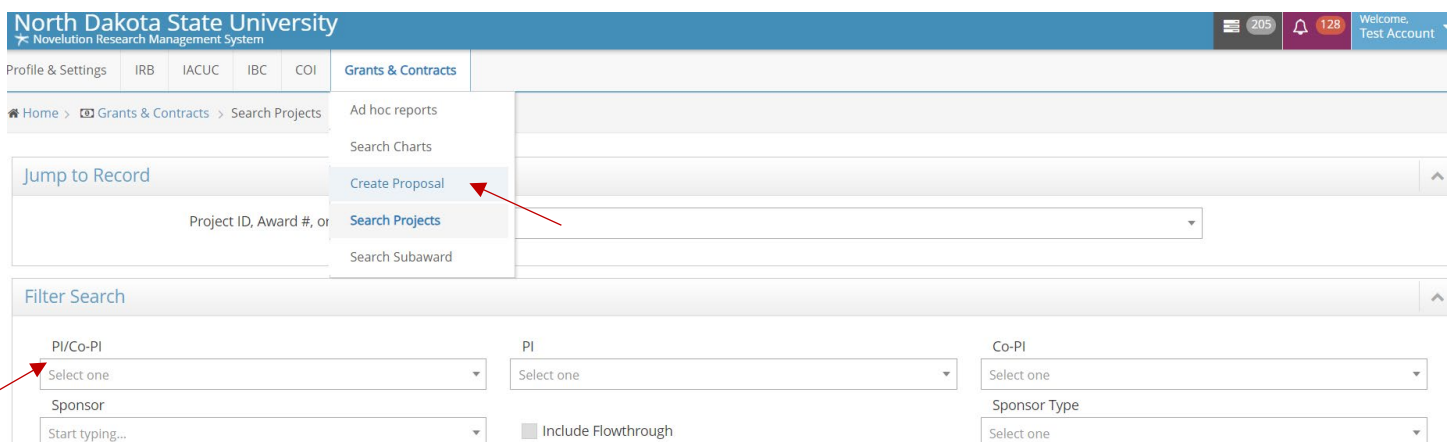 North Dakota State University
Novelution Research Management System
205
128
Welcome,
Test Account
Profile & Settings IRB IACUC IBC COI Grants & Contracts
Home > Grants & Contracts > Search Projects
Ad hoc reports
Search Charts
Create Proposal
Search Projects
Search Subaward
Jump to Record
Project ID, Award #, or
Filter Search
PI/Co-PI PI Co-PI
Select one Select one Select one
Sponsor Sponsor Type
Start typing... Include Flowthrough Select one